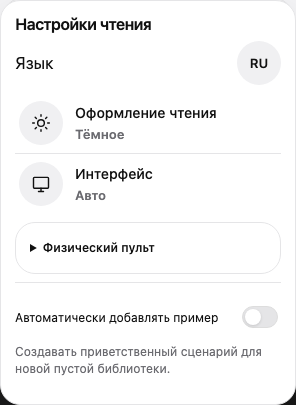 Настройки чтения
Язык
RU
Оформление чтения
Тёмное
Интерфейс
Авто
Физический пульт
Автоматически добавлять пример
Создавать приветственный сценарий для
новой пустой библиотеки.